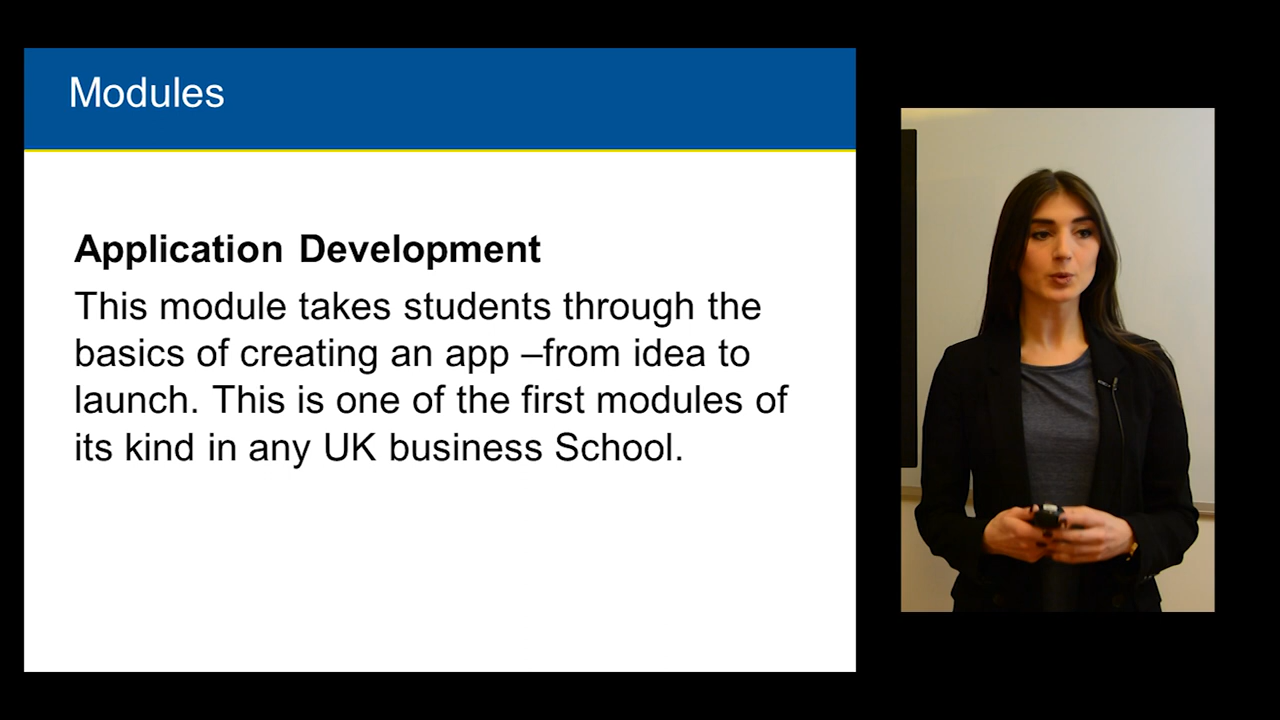 Modules
Application Development
This module takes students through the
basics of creating an app –from idea to
launch. This is one of the first modules of
its kind in any UK business School.